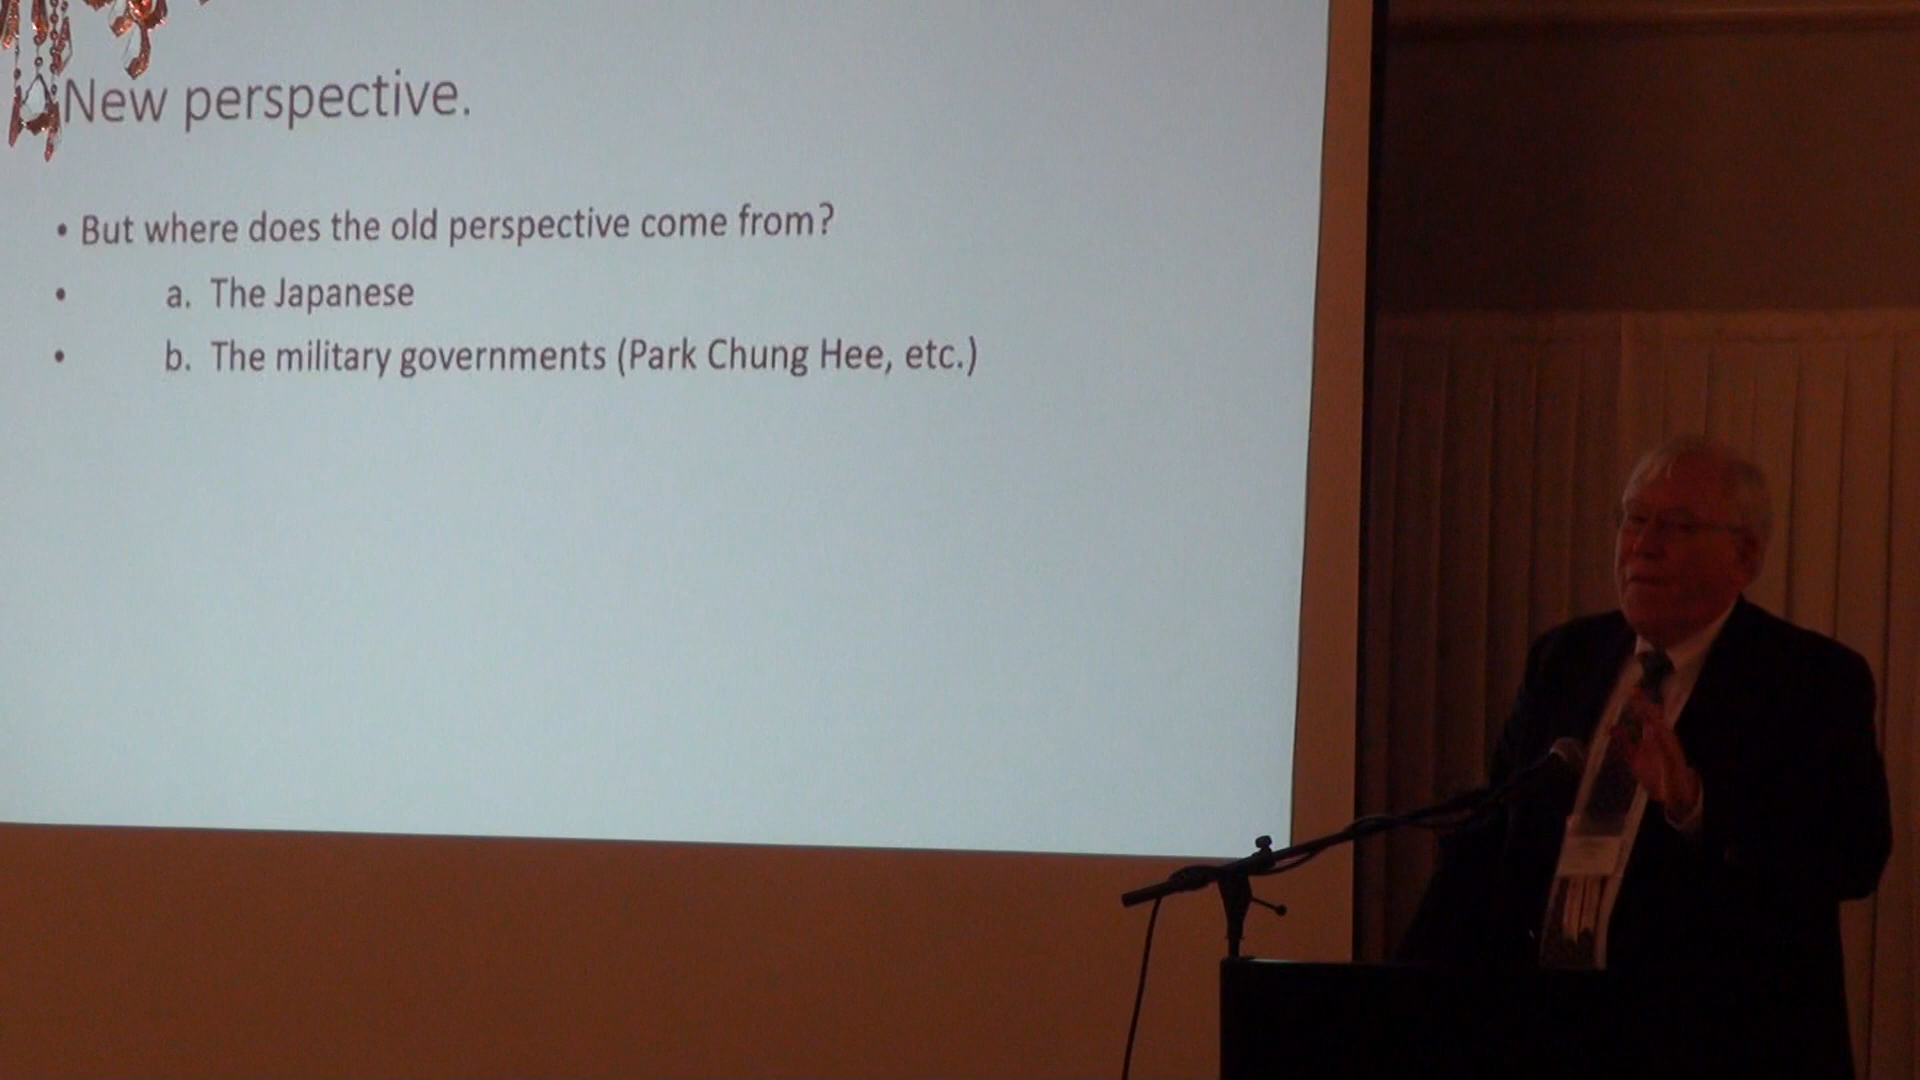 New perspective.
• But where does the old perspective come from?
• a. The Japanese
• b. The military governments (Park Chung Hee, etc.)